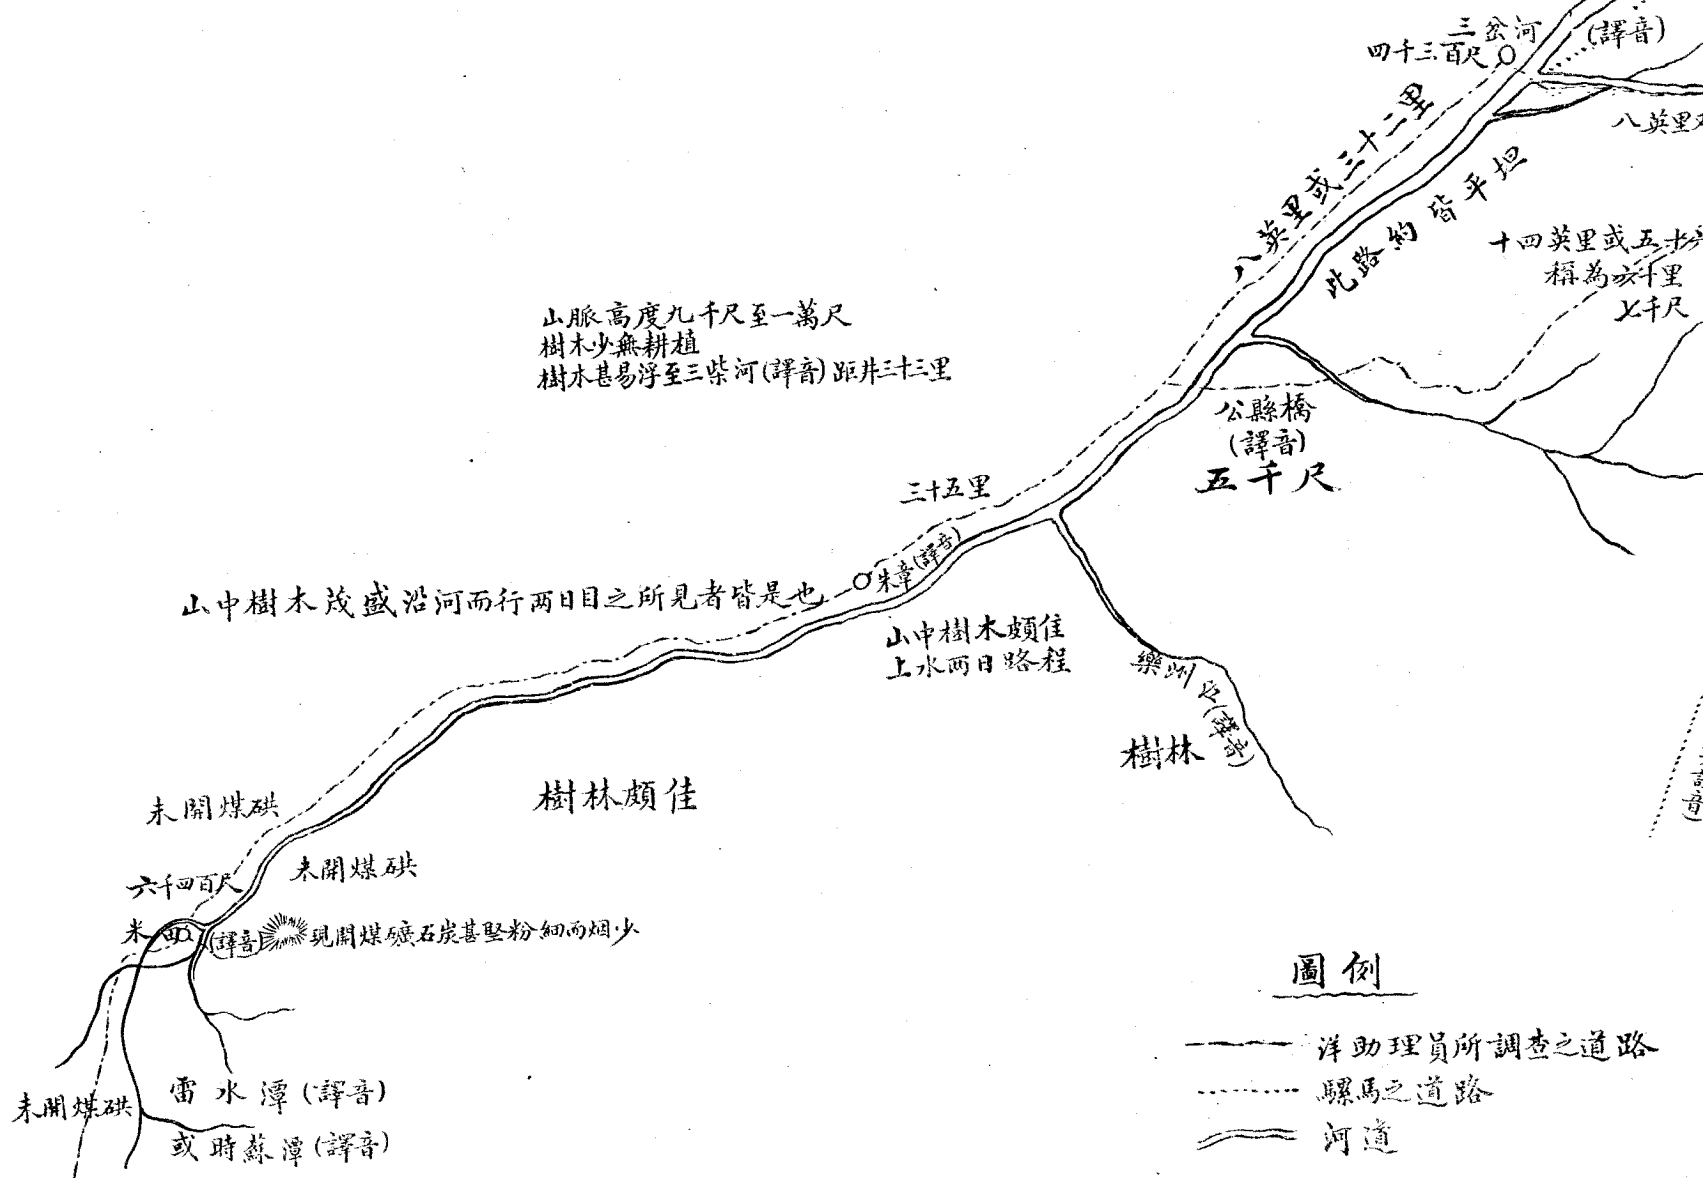 三岔河
(譯音)
四千三百尺
八英里
八英里或三十二里
此路約皆平坦
十四英里或五十
稱為六千里
七千尺
山脈高度九千尺至一萬尺
樹木少無耕植
樹木甚易浮至三柴河(譯音)距井三十三里
公縣橋
(譯音)
五千尺
三十五里
朱章(譯音)
山中樹木茂盛沿河而行两日目之所見者皆是也
山中樹木頗佳
上水两日路程
樂州(譯音)
樹林
譯音)
樹林頗佳
未開煤硔
未開煤硔
六千四百尺
米田(譯音)
現開煤礦石炭甚堅粉細而烟少
未開煤硔
雷水潭(譯音)
或時蘇潭(譯音)
圖例
洋助理員所調查之道路
騾馬之道路
河道